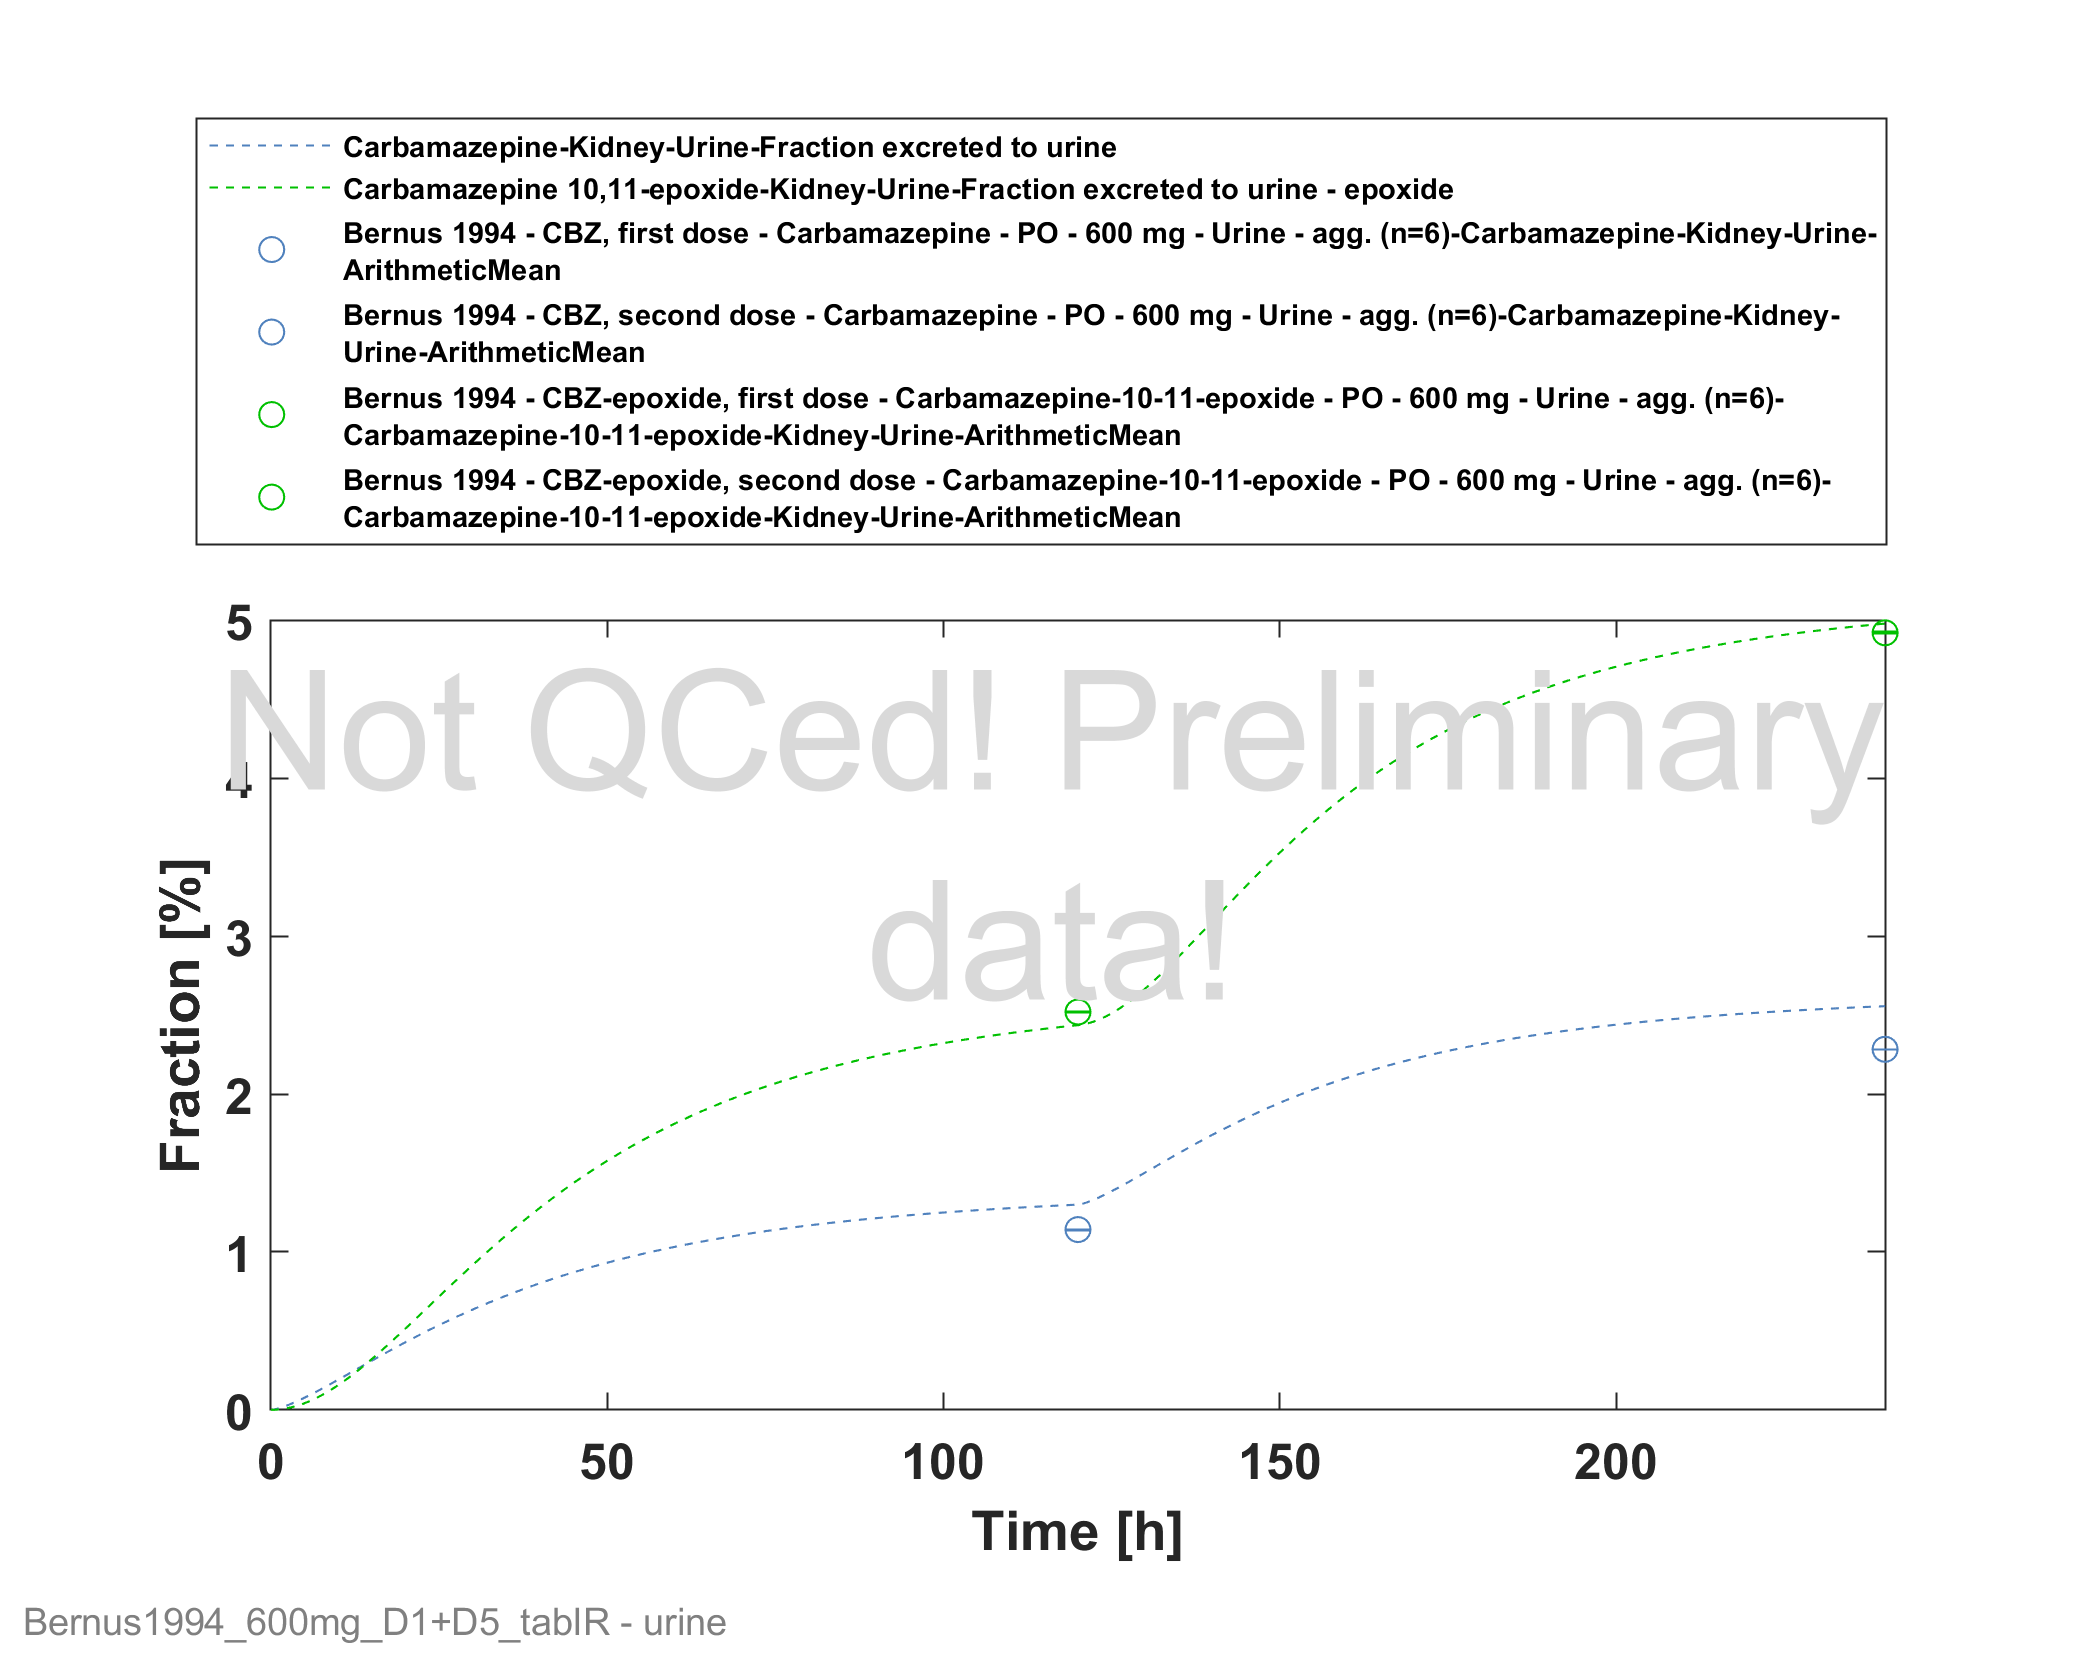 Carbamazepine-Kidney-Urine-Fraction excreted to urine
Carbamazepine 10,11-epoxide-Kidney-Urine-Fraction excreted to urine - epoxide
Bernus 1994 - CBZ, first dose - Carbamazepine - PO - 600 mg - Urine - agg. (n=6)-Carbamazepine-Kidney-Urine-
ArithmeticMean
Bernus 1994 - CBZ, second dose - Carbamazepine - PO - 600 mg - Urine - agg. (n=6)-Carbamazepine-Kidney-
Urine-ArithmeticMean
Bernus 1994 - CBZ-epoxide, first dose - Carbamazepine-10-11-epoxide - PO - 600 mg - Urine - agg. (n=6)-
Carbamazepine-10-11-epoxide-Kidney-Urine-ArithmeticMean
Bernus 1994 - CBZ-epoxide, second dose - Carbamazepine-10-11-epoxide - PO - 600 mg - Urine - agg. (n=6)-
Carbamazepine-10-11-epoxide-Kidney-Urine-ArithmeticMean
5
Not QCed! Preliminary
data!
4
3
2
1
0
Fraction [%]
0 50 100 150 200
Time [h]
Bernus1994_600mg_D1+D5_tablR - urine